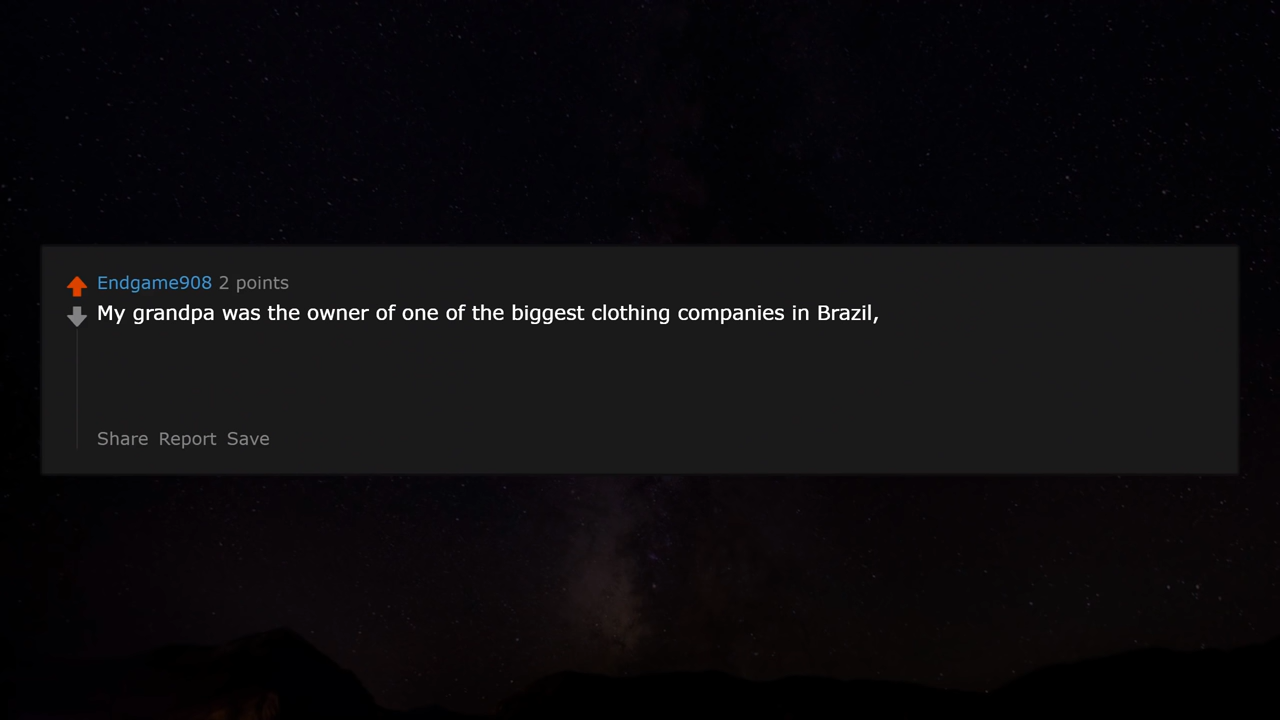 Endgame908 2 points
My grandpa was the owner of one of the biggest clothing companies in Brazil,
Share Report Save